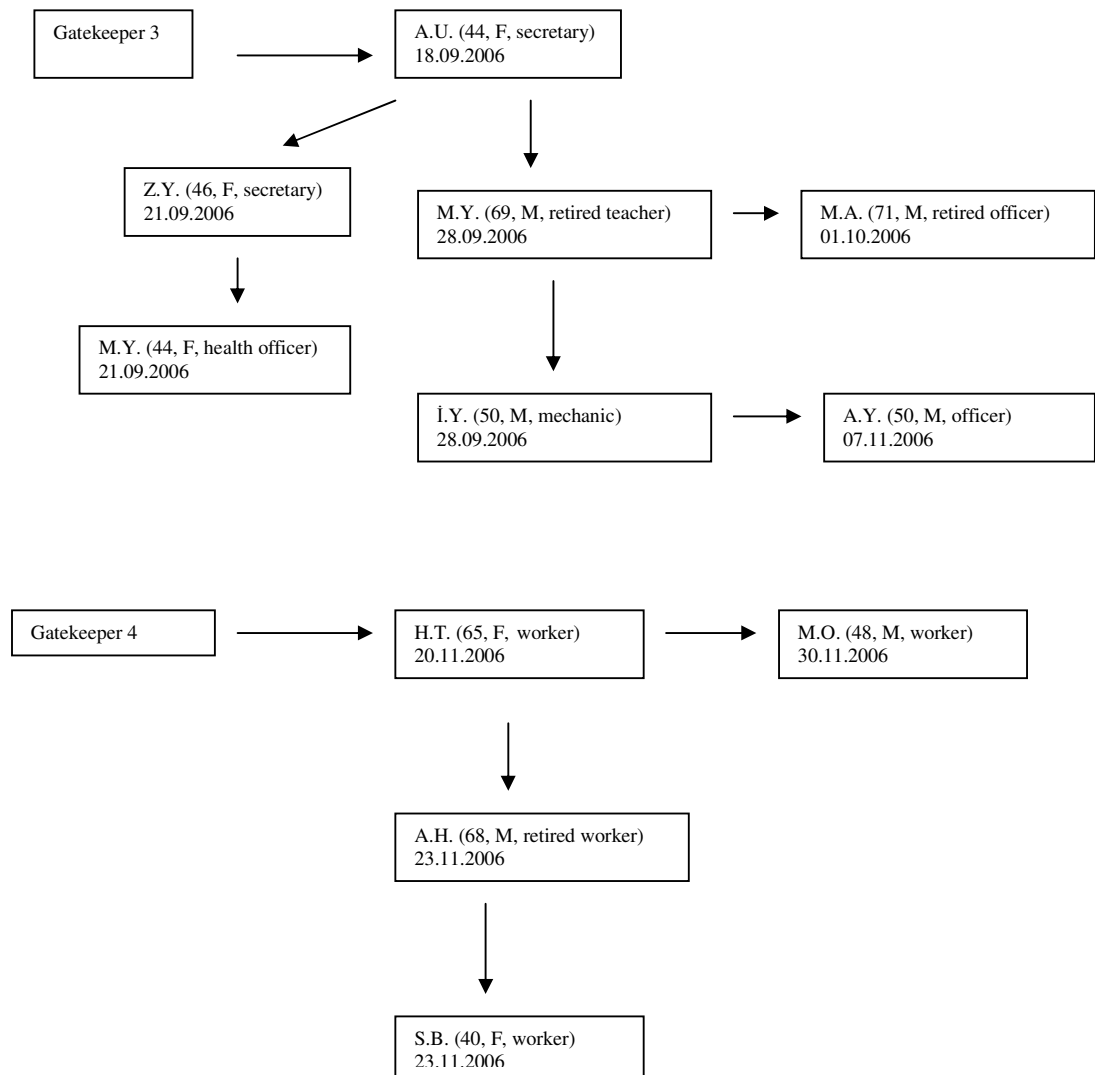 Gatekeeper 3
A.U. (44, F, secretary)
18.09.2006
Z.Y. (46, F, secretary)
21.09.2006
M.Y. (69, M, retired teacher)
28.09.2006
M.A. (71, M, retired officer)
01.10.2006
M.Y. (44, F, health officer)
21.09.2006
İ.Y. (50, M, mechanic)
28.09.2006
A.Y. (50, M, officer)
07.11.2006
Gatekeeper 4
H.T. (65, F, worker)
20.11.2006
M.O. (48, M, worker)
30.11.2006
A.H. (68, M, retired worker)
23.11.2006
S.B. (40, F, worker)
23.11.2006